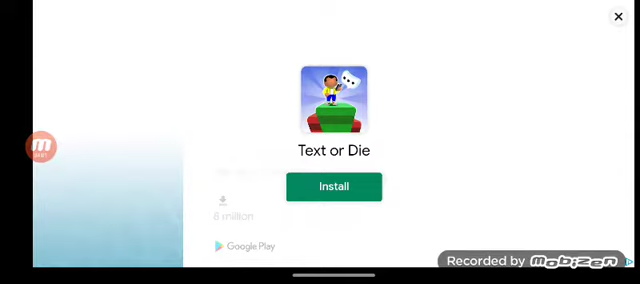 Text or Die
Install
8 million
Google Play
Recorded by mobizen